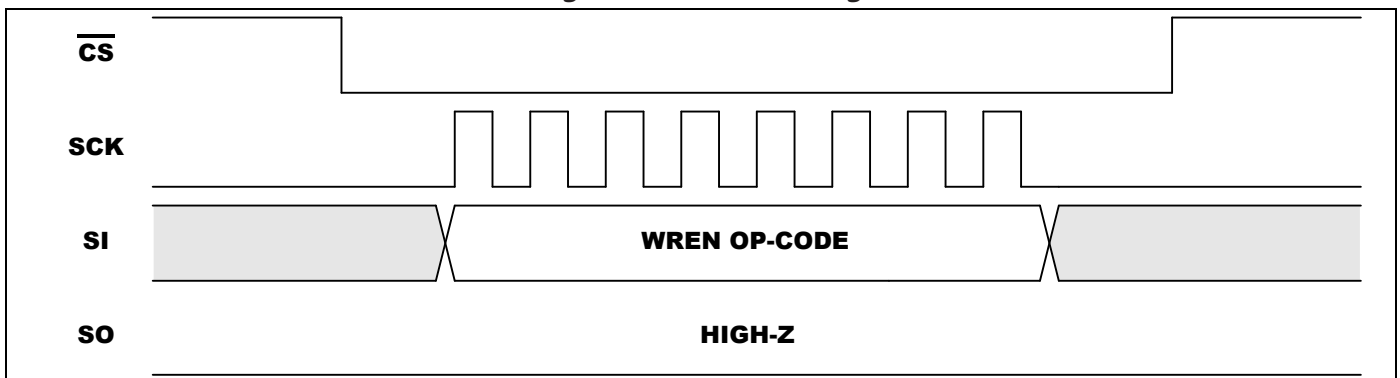 CS
SCK
SI
WREN OP-CODE
SO
HIGH-Z